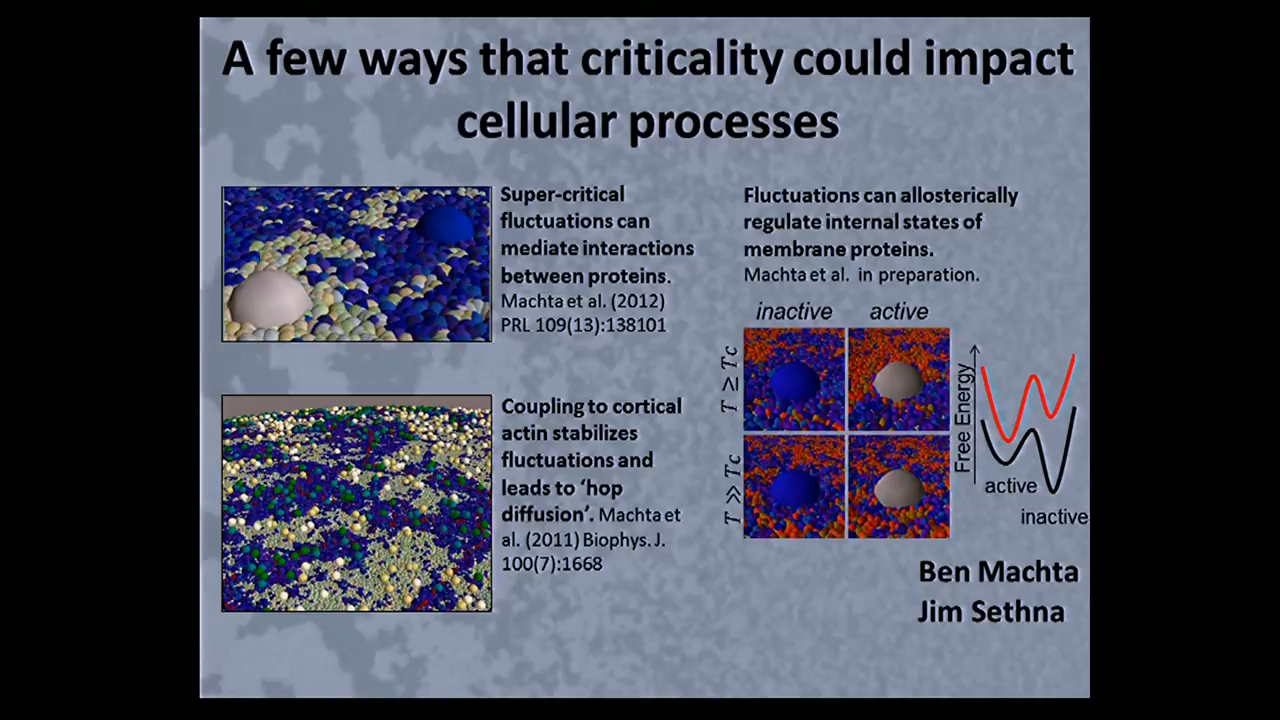 A few ways that criticality could impact
cellular processes
Super-critical
fluctuations can
mediate interactions
between proteins.
Machta et al. (2012)
PRL 109(13):138101
Coupling to cortical
actin stabilizes
fluctuations and
leads to ‘hop
diffusion’. Machta et
al. (2011) Biophys. J.
100(7):1668
Fluctuations can allosterically
regulate internal states of
membrane proteins.
Machta et al. in preparation.
inactive active
T ≥ Tc
T ≫ Tc
Free Energy
active
inactive
Ben Machta
Jim Sethna